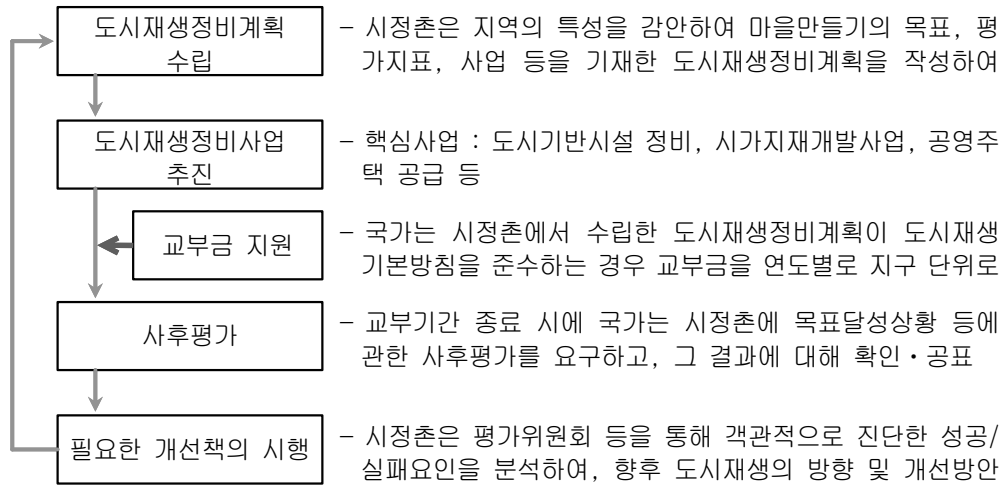 도시재생정비계획
수립
– 시정촌은 지역의 특성을 감안하여 마을만들기의 목표, 평
가지표, 사업 등을 기재한 도시재생정비계획을 작성하여
도시재생정비사업
추진
– 핵심사업 : 도시기반시설 정비, 시가지재개발사업, 공영주
택 공급 등
교부금 지원
– 국가는 시정촌에서 수립한 도시재생정비계획이 도시재생
기본방침을 준수하는 경우 교부금을 연도별로 지구 단위로
사후평가
– 교부기간 종료 시에 국가는 시정촌에 목표달성상황 등에
관한 사후평가를 요구하고, 그 결과에 대해 확인・공표
필요한 개선책의 시행
– 시정촌은 평가위원회 등을 통해 객관적으로 진단한 성공/
실패요인을 분석하여, 향후 도시재생의 방향 및 개선방안